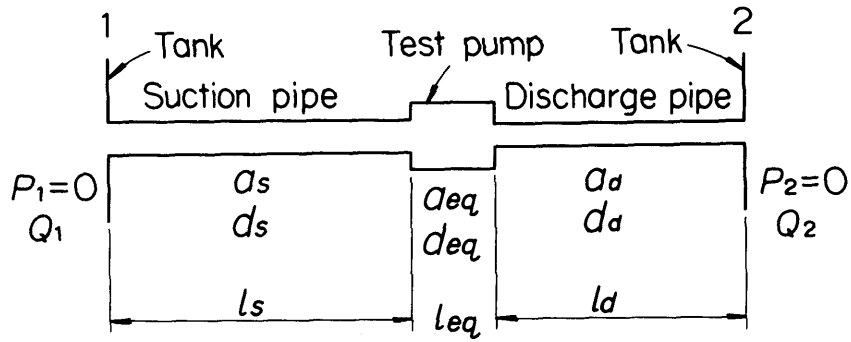 1 2
Tank Test pump Tank
Suction pipe Discharge pipe
P₁=0 as aeq ad P₂=0
Q₁ ds deq dd Q₂
ls leq ld